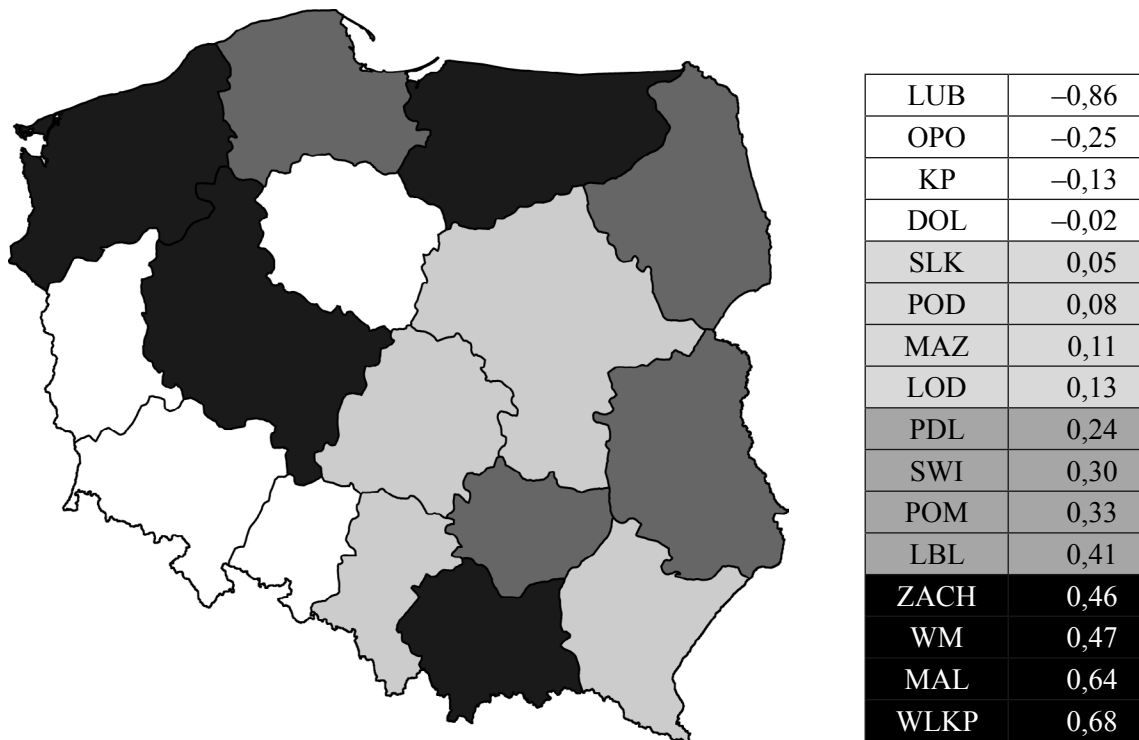 LUB –0,86
OPO –0,25
KP –0,13
DOL –0,02
SLK 0,05
POD 0,08
MAZ 0,11
LOD 0,13
PDL 0,24
SWI 0,30
POM 0,33
LBL 0,41
ZACH 0,46
WM 0,47
MAL 0,64
WLKP 0,68